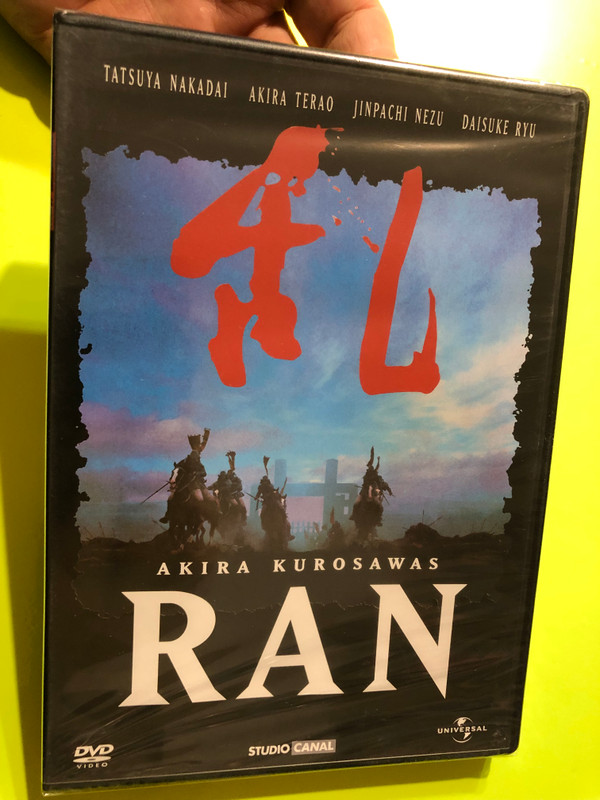 TATSUYA NAKADAI AKIRA TERAO JINPACHI NEZU DAISUKE RYU
乱
AKIRA KUROSAWAS
RAN
DVD VIDEO STUDIO CANAL UNIVERSAL